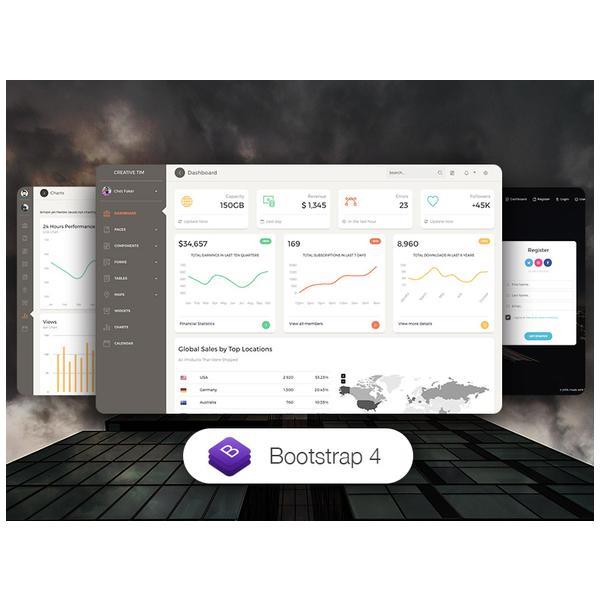 CREATIVE TIM
Chet Faker
DASHBOARD
PAGES
COMPONENTS
FORMS
TABLES
MAPS
WIDGETS
CHARTS
CALENDAR
Dashboard
Search...
Capacity
150GB
Update Now
Revenue
$ 1,345
Last day
Errors
23
In the last hour
Followers
+45K
Update now
$34,657
TOTAL EARNINGS IN LAST TEN QUARTERS
Financial Statistics
169
TOTAL SUBSCRIPTIONS IN LAST 7 DAYS
View all members
8,960
TOTAL DOWNLOADS IN LAST 6 YEARS
View more details
Global Sales by Top Locations
All Products That Were Shipped
USA 2.920 53.23%
Germany 1.300 20.43%
Australia 760 10.35%
Charts
24 Hours Performance
Line Chart
Views
Bar Chart
Dashboard Register Login
Register
First Name...
Last Name...
Email...
Get Started
Bootstrap 4